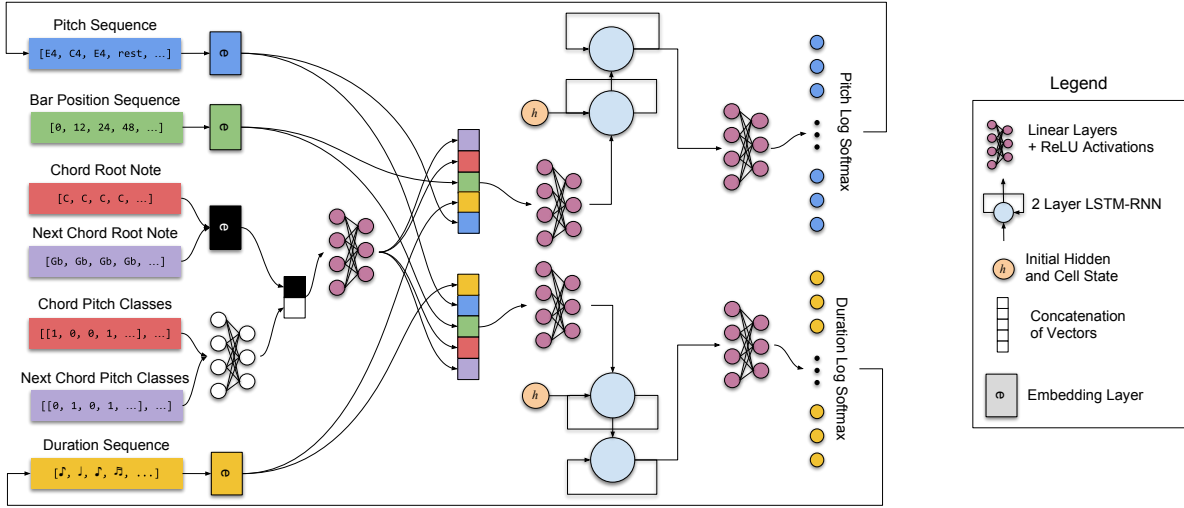 Pitch Sequence
[E4, C4, E4, rest, …]
e
Bar Position Sequence
[0, 12, 24, 48, …]
e
Chord Root Note
[C, C, C, C, …]
e
Next Chord Root Note
[Gb, Gb, Gb, Gb, …]
Chord Pitch Classes
[[1, 0, 0, 1, …], …]
Next Chord Pitch Classes
[[0, 1, 0, 1, …], …]
Duration Sequence
[♪, ♩, ♪, ♬, ...]
e
h
h
Pitch Log Softmax
Duration Log Softmax
Legend
Linear Layers
+ ReLU Activations
2 Layer LSTM-RNN
h
Initial Hidden
and Cell State
Concatenation
of Vectors
e
Embedding Layer